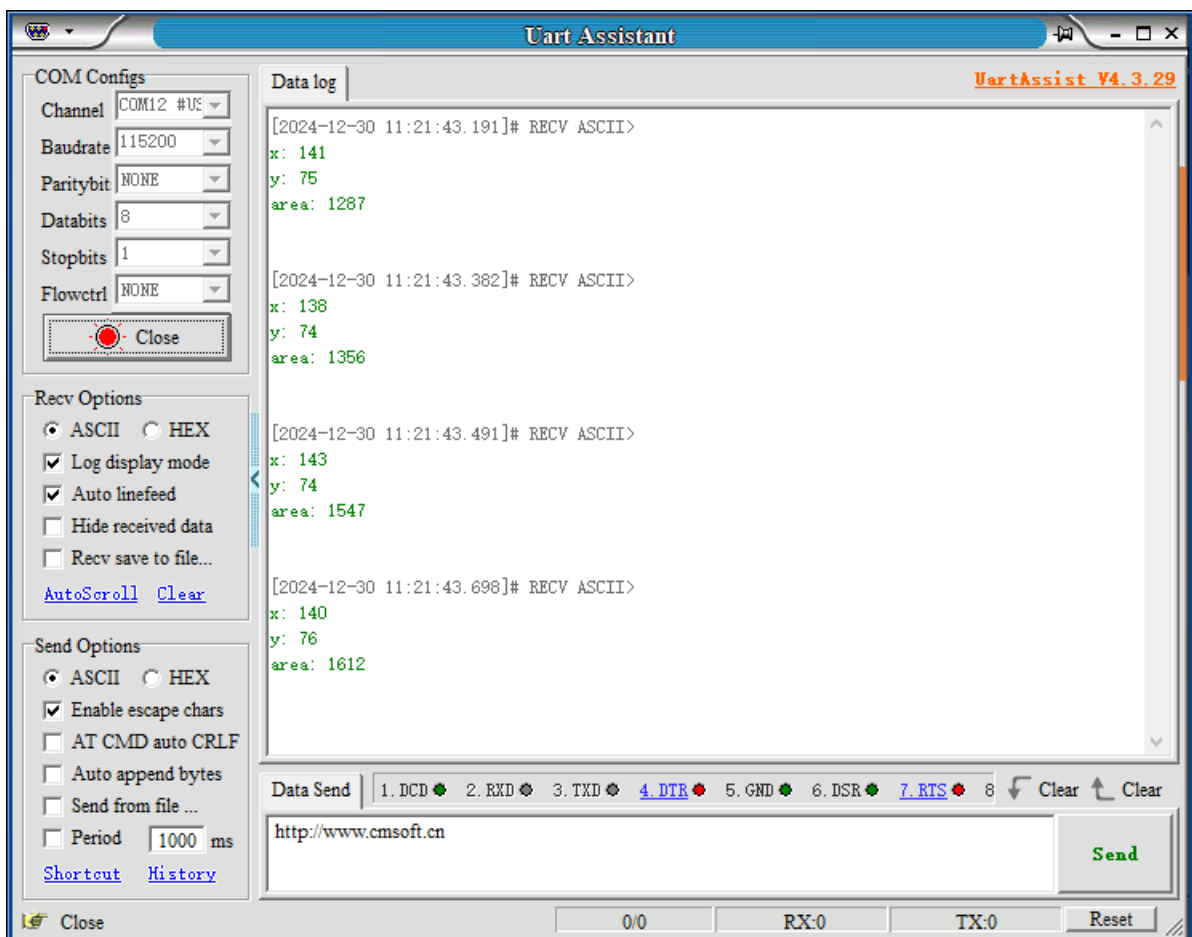 Uart Assistant
COM Configs
Channel COM12 #US
Baudrate 115200
Paritybit NONE
Databits 8
Stopbits 1
Flowctrl NONE
Close
Recv Options
ASCII HEX
Log display mode
Auto linefeed
Hide received data
Recv save to file...
AutoScroll Clear
Send Options
ASCII HEX
Enable escape chars
AT CMD auto CRLF
Auto append bytes
Send from file ...
Period 1000 ms
Shortcut History
Data log UartAssist V4.3.29
[2024-12-30 11:21:43.191]# RECV ASCII>
x: 141
y: 75
area: 1287
[2024-12-30 11:21:43.382]# RECV ASCII>
x: 138
y: 74
area: 1356
[2024-12-30 11:21:43.491]# RECV ASCII>
x: 143
y: 74
area: 1547
[2024-12-30 11:21:43.698]# RECV ASCII>
x: 140
y: 76
area: 1612
Data Send 1. DCD 2. RXD 3. TXD 4. DTR 5. GND 6. DSR 7. RTS 8 Clear Clear
http://www.cmsoft.cn
Send
Close 0/0 RX:0 TX:0 Reset